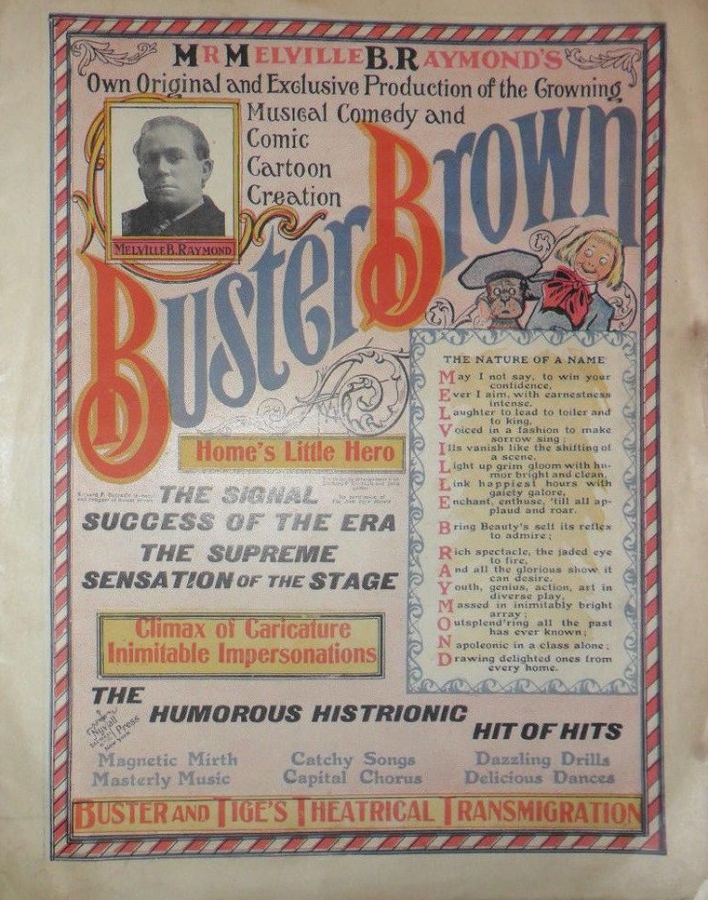 MR MELVILLE B. RAYMOND'S
Own Original and Exclusive Production of the Crowning
Musical Comedy and
Comic
Cartoon
Creation
MELVILLE B. RAYMOND
Buster Brown
Home's Little Hero
THE SIGNAL
SUCCESS OF THE ERA
THE SUPREME
SENSATION OF THE STAGE
Climax of Caricature
Inimitable Impersonations
THE NATURE OF A NAME
May I not say, to win your
confidence,
Ever I aim, with earnestness
intense.
Laughter to lead to toiler and
to king,
Voiced in a fashion to make
sorrow sing;
Ills vanish like the shifting of
a scene,
Light up grim gloom with hu-
mor bright and clean,
Link happiest hours with
gaiety galore,
Enchant, enthuse, 'till all ap-
plaud and roar.
Bring Beauty's self its reflex
to admire;
Rich spectacle, the jaded eye
to fire,
And all the glorious show it
can desire.
Youth, genius, action, art in
diverse play,
Massed in inimitably bright
array;
Outsplend'ring all the past
has ever known;
Napoleonic in a class alone;
Drawing delighted ones from
every home.
THE
HUMOROUS HISTRIONIC
HIT OF HITS
Press
New York
Magnetic Mirth Catchy Songs Dazzling Drills
Masterly Music Capital Chorus Delicious Dances
BUSTER AND TIGE'S THEATRICAL TRANSMIGRATION